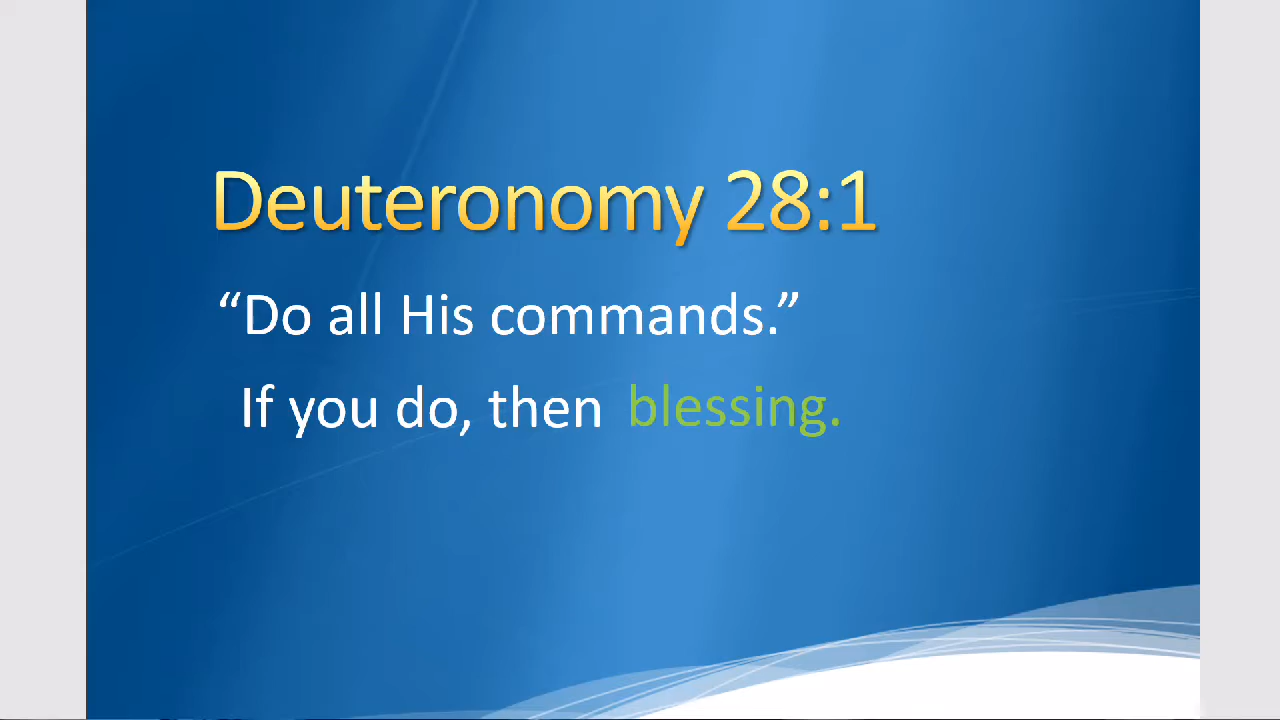 Deuteronomy 28:1
“Do all His commands.”
If you do, then blessing.